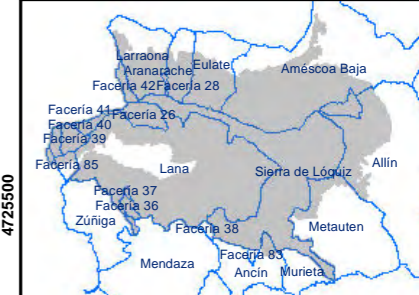 Larraona
Aranarache
Eulate
Améscoa Baja
Facería 42
Facería 28
Facería 41
Facería 26
Facería 40
Facería 39
Facería 85
Lana
Sierra de Lóquiz
Allín
Facería 37
Facería 36
Zúñiga
Facería 38
Metauten
Mendaza
Facería 83
Ancín
Murieta
4725500